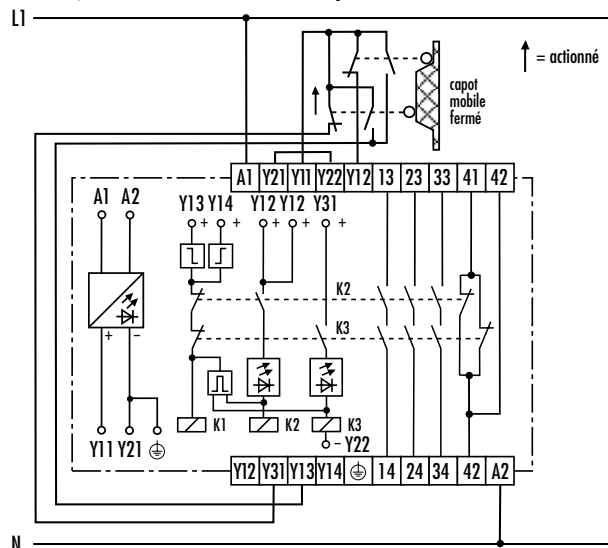 L1
= actionné
capot
mobile
fermé
A1 Y21 Y11 Y22 Y12 13 23 33 41 42
A1 A2 Y13 Y14 Y12 Y12 Y31
+ + + + +
K2
K3
+ −
K1 K2 K3
− Y22
Y11 Y21
Y12 Y31 Y13 Y14 14 24 34 42 A2
N